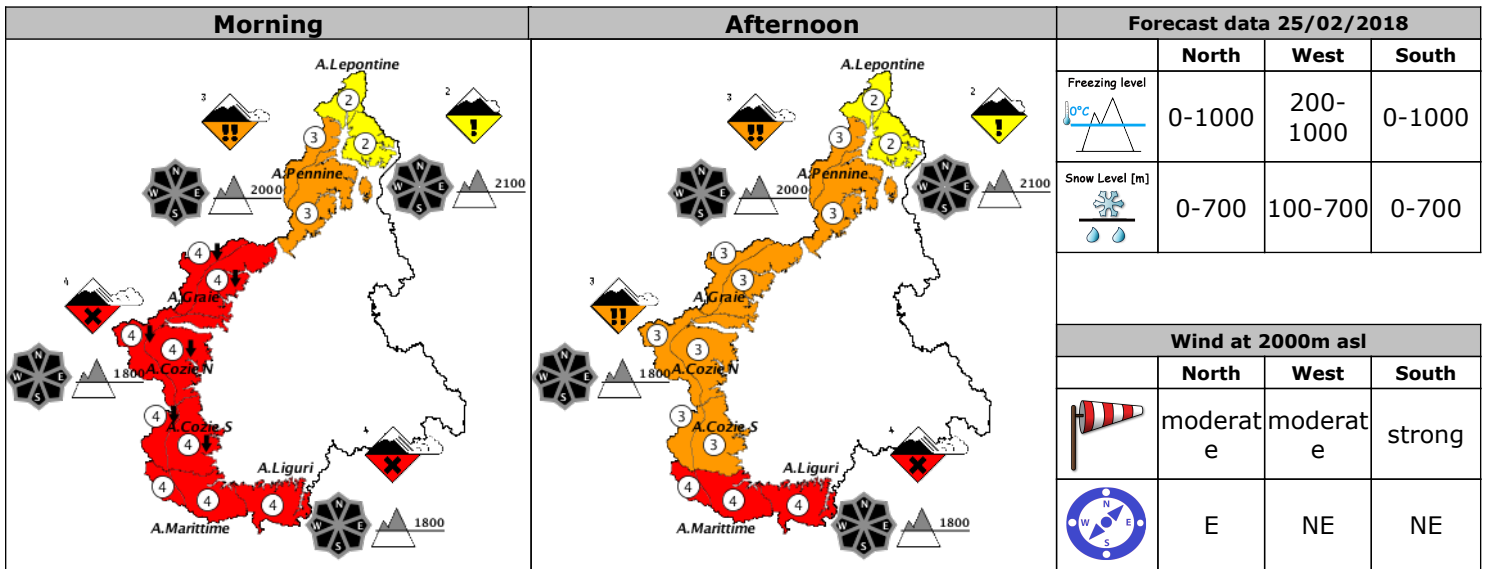 Morning
A.Lepontine
3
2
2
3
2
A.Pennine
N
W
E
S
2000
N
W
E
S
2100
3
4
4
4
A.Graie
4
4
A.Cozie N
N
W
E
S
1800
4
A.Cozie S
4
4
A.Liguri
4
4
4
A.Marittime
N
W
E
S
1800
Afternoon
A.Lepontine
3
2
2
3
2
A.Pennine
N
W
E
S
2000
N
W
E
S
2100
3
3
3
3
A.Graie
3
3
A.Cozie N
N
W
E
S
1800
3
A.Cozie S
3
4
A.Liguri
4
4
4
A.Marittime
N
W
E
S
1800
Forecast data 25/02/2018
North West South
Freezing level
0°C
0-1000 200- 0-1000
1000
Snow Level [m]
0-700 100-700 0-700
Wind at 2000m asl
North West South
moderat moderat strong
e e
N
W E
S
E NE NE